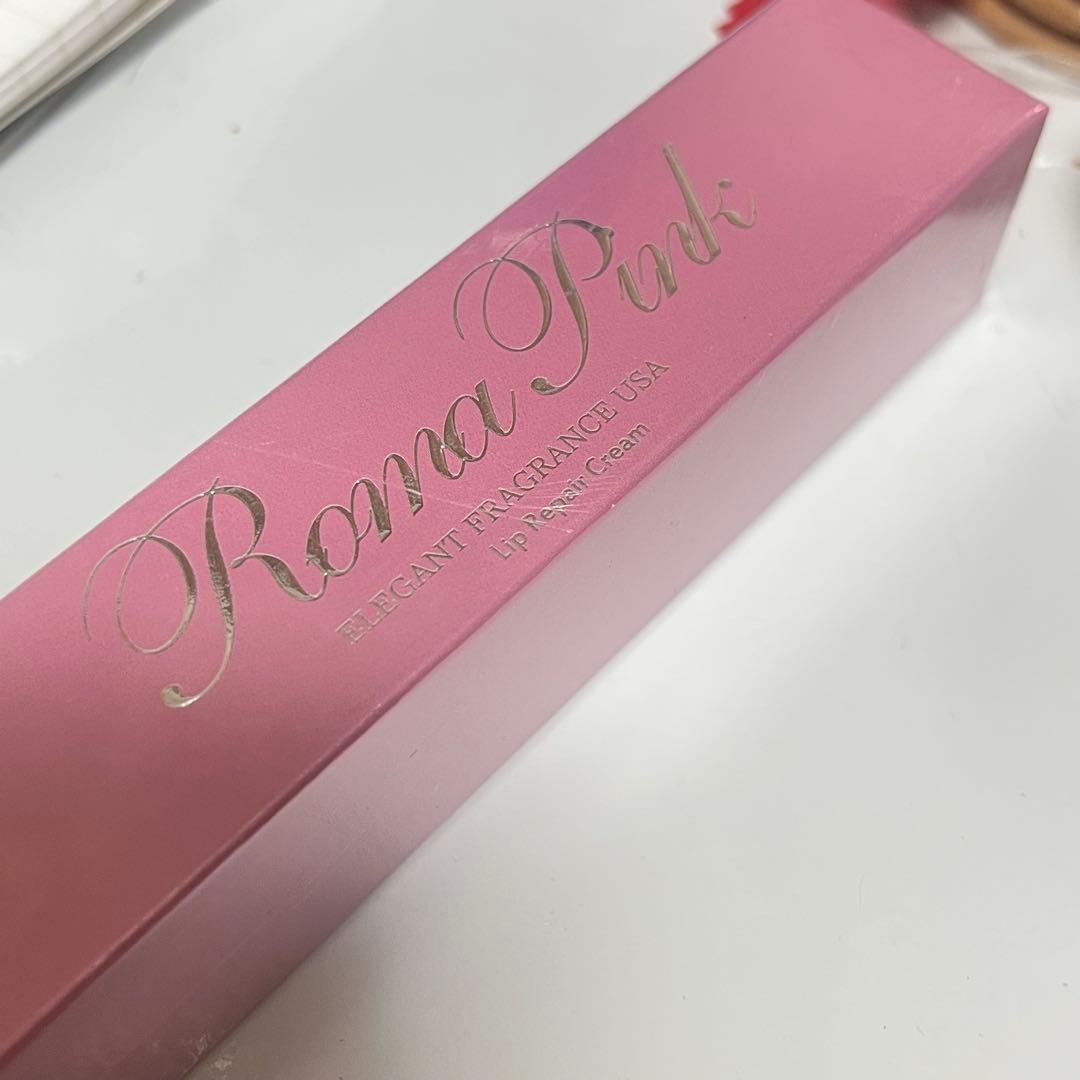 Roma Pink
ELEGANT FRAGRANCE USA
Lip Repair Cream